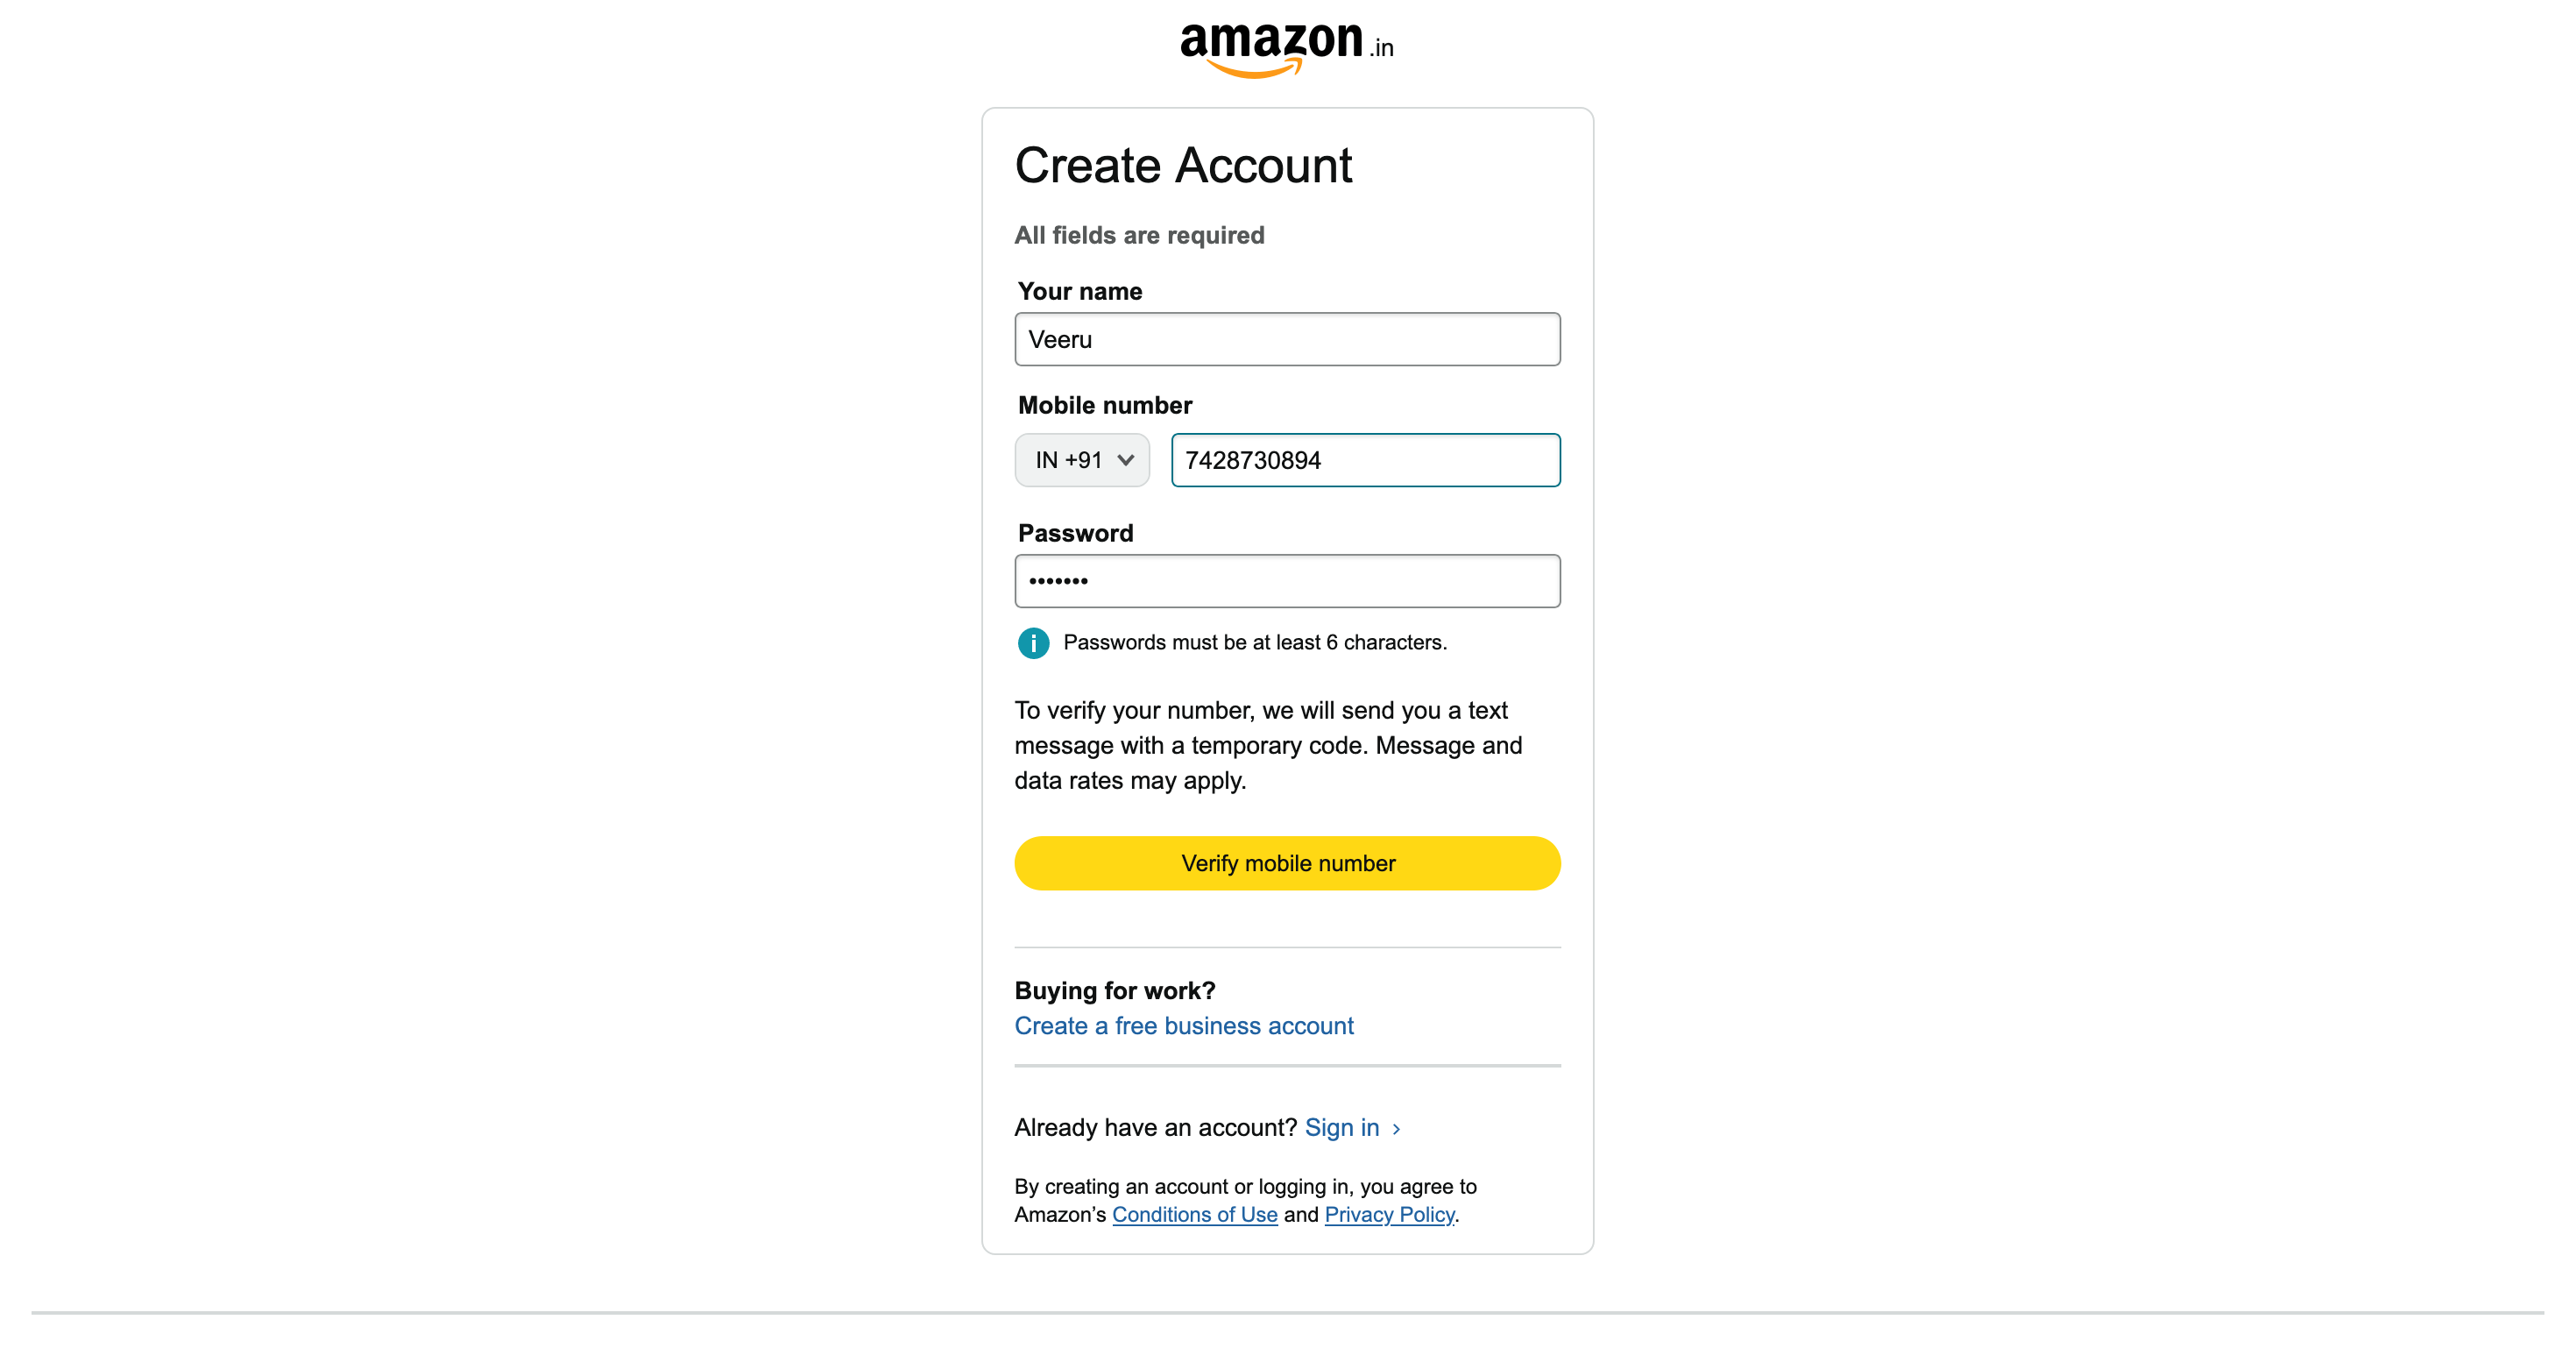 amazon.in
Create Account
All fields are required
Your name
Veeru
Mobile number
IN +91 7428730894
Password
•••••••
i Passwords must be at least 6 characters.
To verify your number, we will send you a text
message with a temporary code. Message and
data rates may apply.
Verify mobile number
Buying for work?
Create a free business account
Already have an account? Sign in ›
By creating an account or logging in, you agree to
Amazon’s Conditions of Use and Privacy Policy.